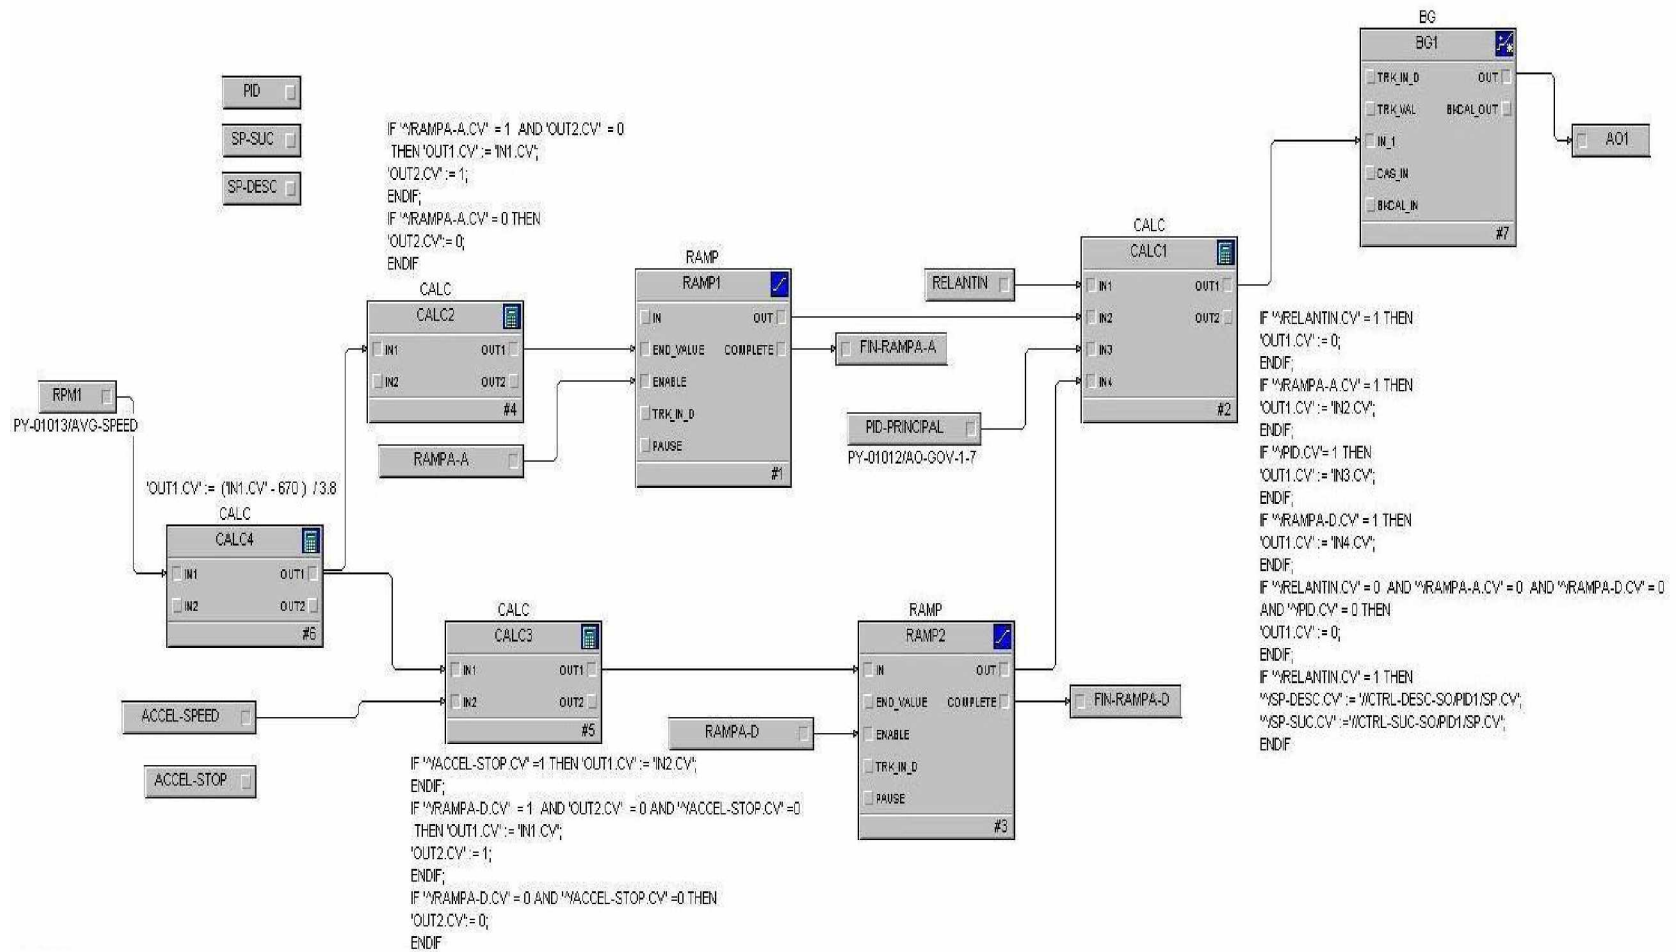 BG
BG1
TRK_IN_D OUT
TRK_VAL BKCAL_OUT
IN_1
CAS_IN
BKCAL_IN
#7
AO1
PID
SP-SUC
SP-DESC
IF '^/RAMPA-A.CV' = 1 AND 'OUT2.CV' = 0
THEN 'OUT1.CV' := 'IN1.CV';
'OUT2.CV' := 1;
ENDIF;
IF '^/RAMPA-A.CV' = 0 THEN
'OUT2.CV':= 0;
ENDIF
CALC
CALC2
IN1 OUT1
IN2 OUT2
#4
RAMPA-A
RPM1
PY-01013/AVG-SPEED
RAMP
RAMP1
IN OUT
END_VALUE COMPLETE
ENABLE
TRK_IN_D
PAUSE
#1
FIN-RAMPA-A
RELANTIN
PID-PRINCIPAL
PY-01012/AO-GOV-1-7
CALC
CALC1
IN1 OUT1
IN2 OUT2
IN3
IN4
#2
IF '^/RELANTIN.CV' = 1 THEN
'OUT1.CV' := 0;
ENDIF;
IF '^/RAMPA-A.CV' = 1 THEN
'OUT1.CV' := 'IN2.CV';
ENDIF;
IF '^/PID.CV'= 1 THEN
'OUT1.CV' := 'IN3.CV';
ENDIF;
IF '^/RAMPA-D.CV' = 1 THEN
'OUT1.CV' := 'IN4.CV';
ENDIF;
IF '^/RELANTIN.CV' = 0 AND '^/RAMPA-A.CV' = 0 AND '^/RAMPA-D.CV' = 0
AND '^/PID.CV' = 0 THEN
'OUT1.CV' := 0;
ENDIF;
IF '^/RELANTIN.CV' = 1 THEN
'^/SP-DESC.CV' := '//CTRL-DESC-SO/PID1/SP.CV';
'^/SP-SUC.CV' :='//CTRL-SUC-SO/PID1/SP.CV';
ENDIF
'OUT1.CV' := ('IN1.CV' - 670 ) / 3.8
CALC
CALC4
IN1 OUT1
IN2 OUT2
#6
ACCEL-SPEED
ACCEL-STOP
CALC
CALC3
IN1 OUT1
IN2 OUT2
#5
IF '^/ACCEL-STOP.CV' =1 THEN 'OUT1.CV' := 'IN2.CV';
ENDIF;
IF '^/RAMPA-D.CV' = 1 AND 'OUT2.CV' = 0 AND '^/ACCEL-STOP.CV' =0
THEN 'OUT1.CV' := 'IN1.CV';
'OUT2.CV' := 1;
ENDIF;
IF '^/RAMPA-D.CV' = 0 AND '^/ACCEL-STOP.CV' =0 THEN
'OUT2.CV':= 0;
ENDIF
RAMPA-D
RAMP
RAMP2
IN OUT
END_VALUE COMPLETE
ENABLE
TRK_IN_D
PAUSE
#3
FIN-RAMPA-D